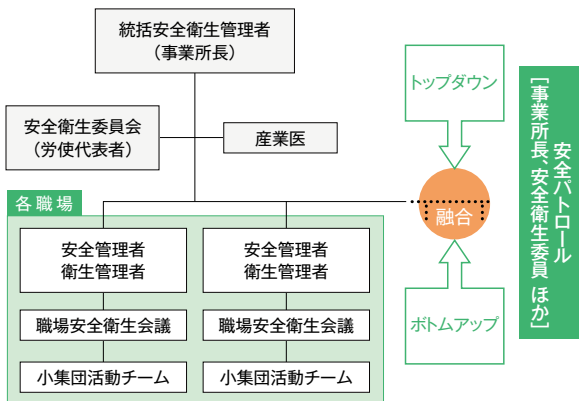 統括安全衛生管理者
（事業所長）
安全衛生委員会
（労使代表者）
産業医
各職場
安全管理者
衛生管理者
職場安全衛生会議
小集団活動チーム
安全管理者
衛生管理者
職場安全衛生会議
小集団活動チーム
トップダウン
融合
ボトムアップ
安全パトロール
［事業所長、安全衛生委員 ほか］